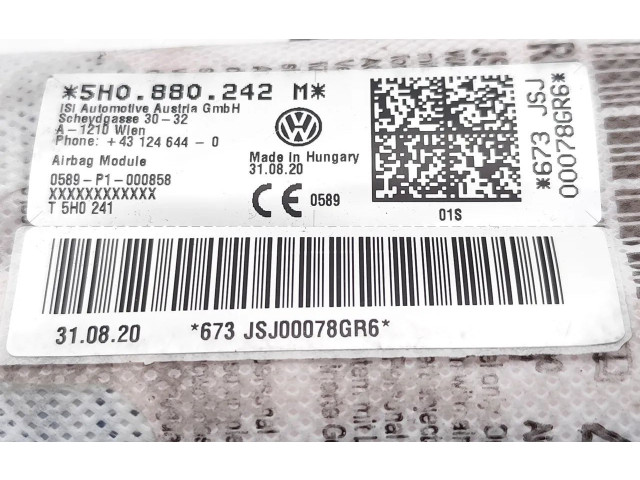 *5H0.880.242 M*
ISI Automotive Austria GmbH
Scheydgasse 30-32
A-1210 Wien
Phone: +43 124 644-0
Airbag Module
0589-P1-000858
XXXXXXXXXXXX
T 5H0 241
Made in Hungary
31.08.20
CE 0589
01S
*673 JSJ
00078GR6*
31.08.20 *673 JSJ00078GR6*